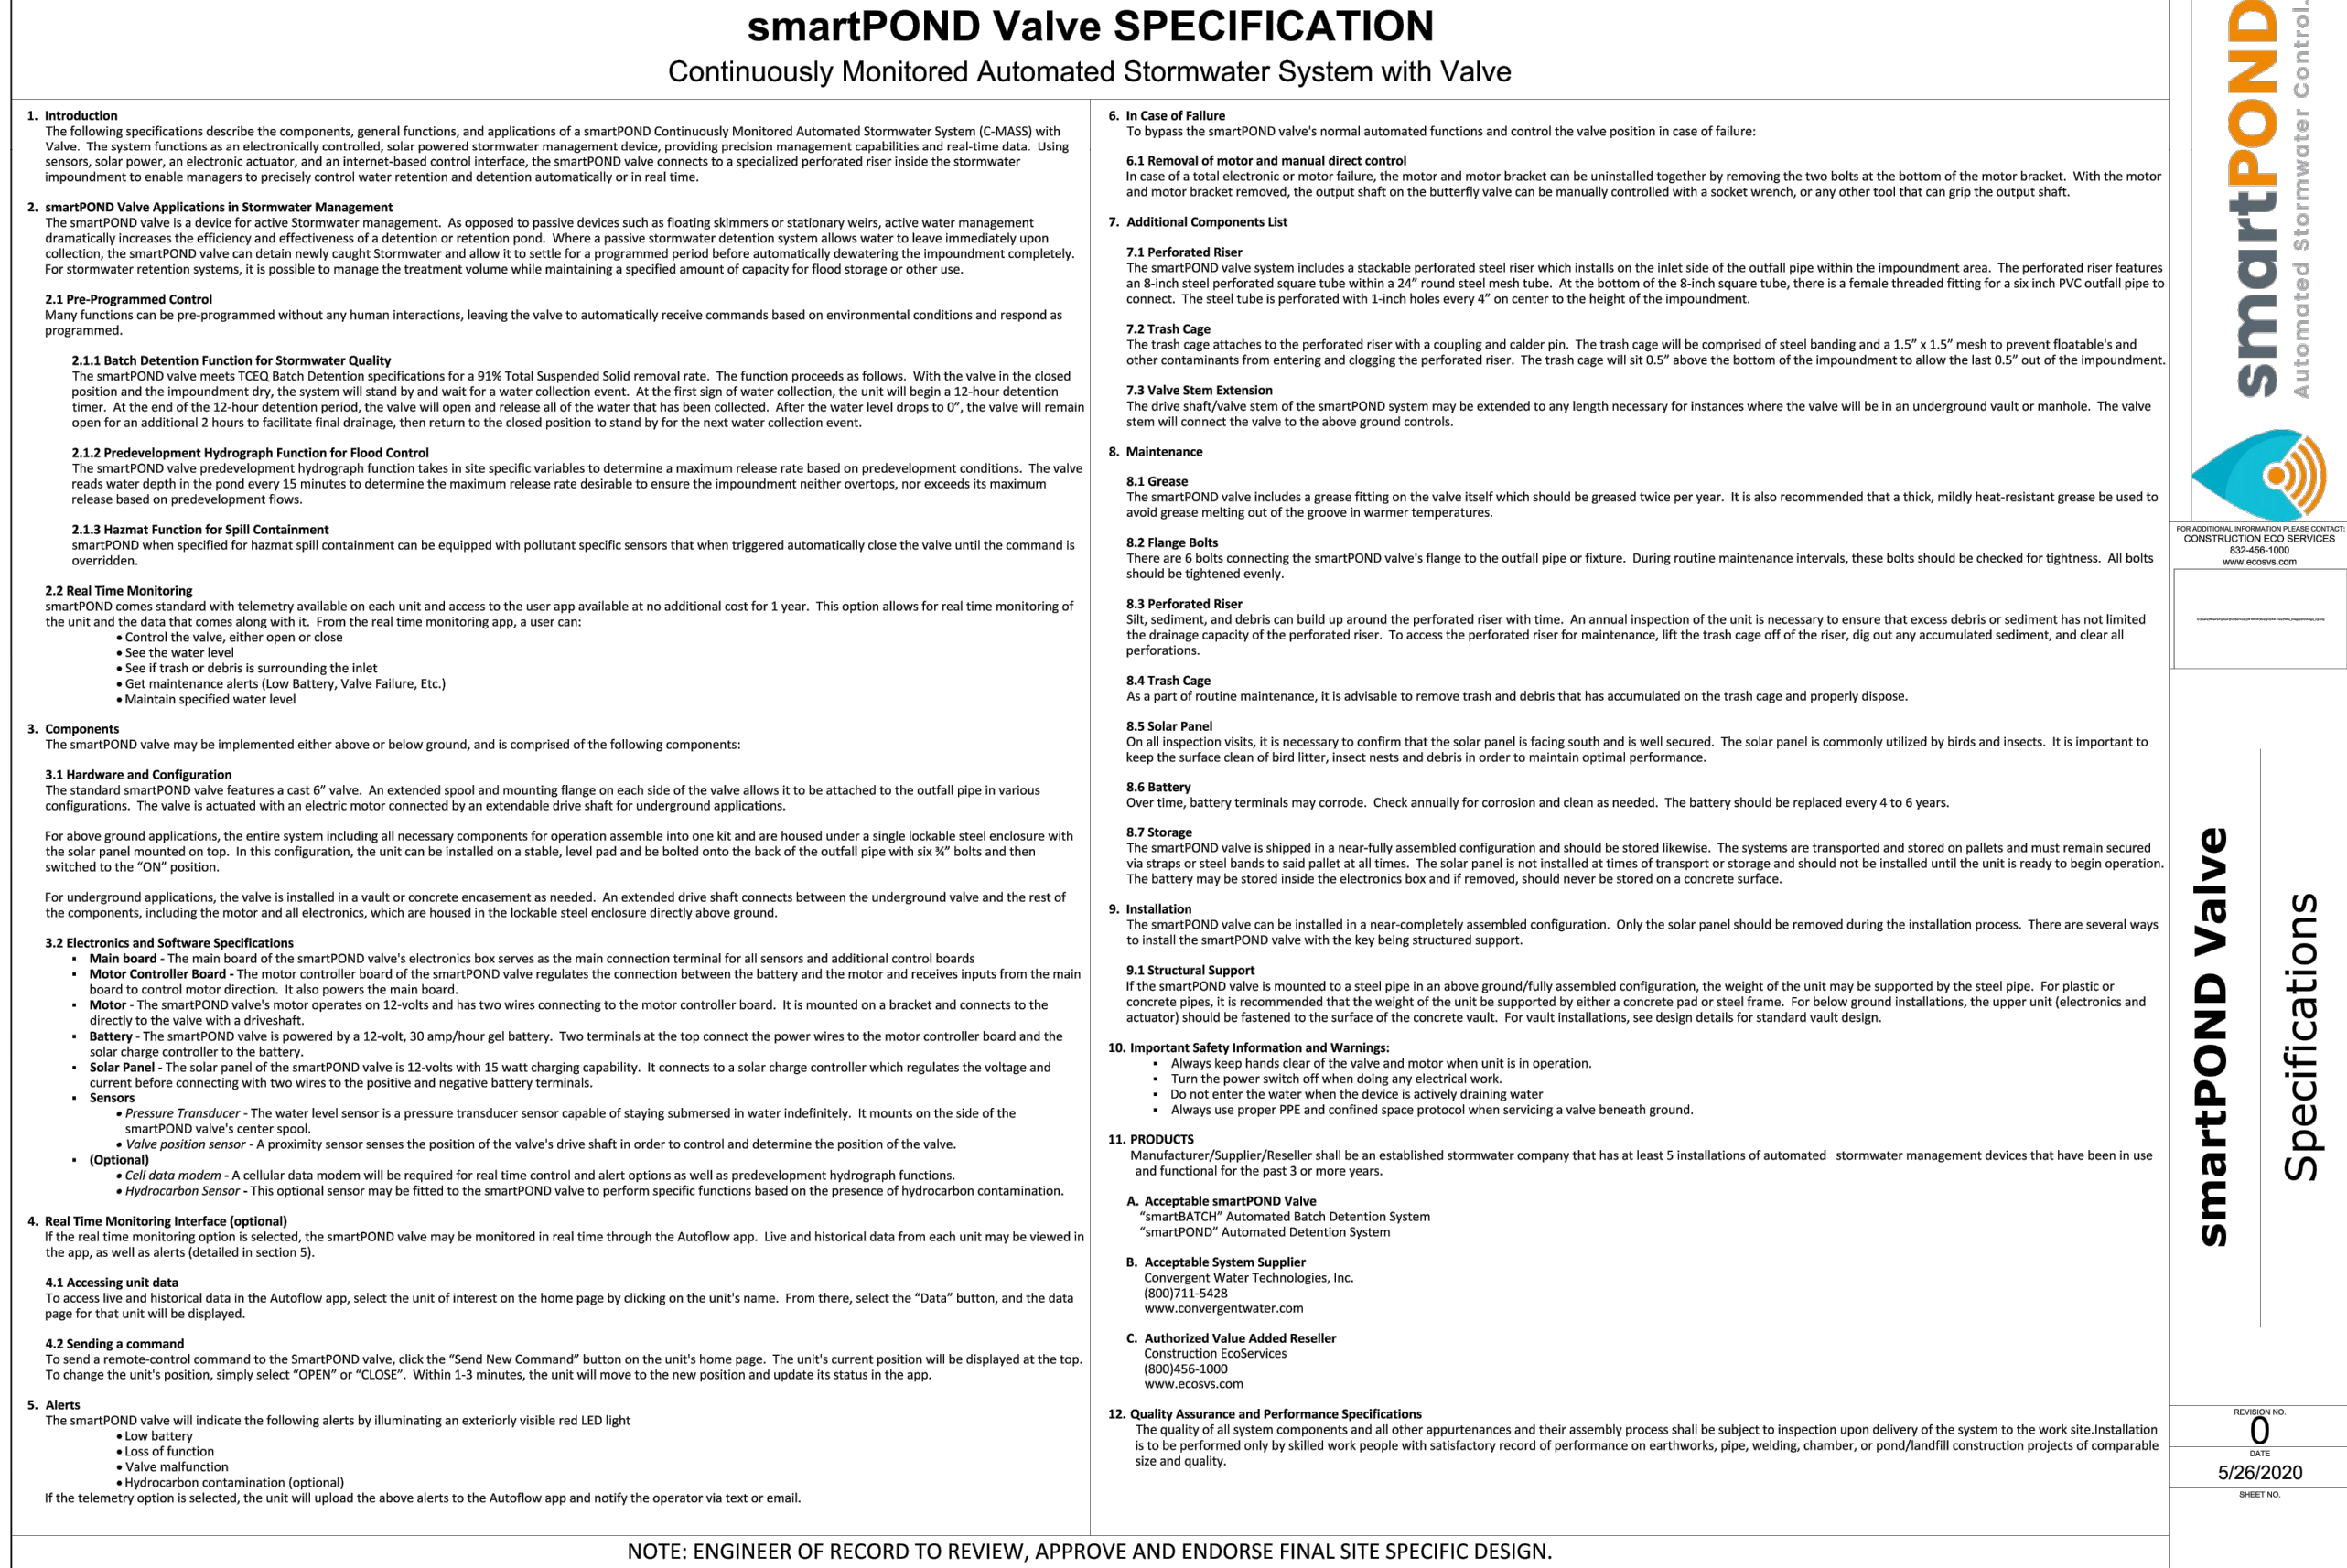 smartPOND Valve SPECIFICATION
Continuously Monitored Automated Stormwater System with Valve
1. Introduction
The following specifications describe the components, general functions, and applications of a smartPOND Continuously Monitored Automated Stormwater System (C-MASS) with
Valve. The system functions as an electronically controlled, solar powered stormwater management device, providing precision management capabilities and real-time data. Using
sensors, solar power, an electronic actuator, and an internet-based control interface, the smartPOND valve connects to a specialized perforated riser inside the stormwater
impoundment to enable managers to precisely control water retention and detention automatically or in real time.
2. smartPOND Valve Applications in Stormwater Management
The smartPOND valve is a device for active Stormwater management. As opposed to passive devices such as floating skimmers or stationary weirs, active water management
dramatically increases the efficiency and effectiveness of a detention or retention pond. Where a passive stormwater detention system allows water to leave immediately upon
collection, the smartPOND valve can detain newly caught Stormwater and allow it to settle for a programmed period before automatically dewatering the impoundment completely.
For stormwater retention systems, it is possible to manage the treatment volume while maintaining a specified amount of capacity for flood storage or other use.
2.1 Pre-Programmed Control
Many functions can be pre-programmed without any human interactions, leaving the valve to automatically receive commands based on environmental conditions and respond as
programmed.
2.1.1 Batch Detention Function for Stormwater Quality
The smartPOND valve meets TCEQ Batch Detention specifications for a 91% Total Suspended Solid removal rate. The function proceeds as follows. With the valve in the closed
position and the impoundment dry, the system will stand by and wait for a water collection event. At the first sign of water collection, the unit will begin a 12-hour detention
timer. At the end of the 12-hour detention period, the valve will open and release all of the water that has been collected. After the water level drops to 0”, the valve will remain
open for an additional 2 hours to facilitate final drainage, then return to the closed position to stand by for the next water collection event.
2.1.2 Predevelopment Hydrograph Function for Flood Control
The smartPOND valve predevelopment hydrograph function takes in site specific variables to determine a maximum release rate based on predevelopment conditions. The valve
reads water depth in the pond every 15 minutes to determine the maximum release rate desirable to ensure the impoundment neither overtops, nor exceeds its maximum
release based on predevelopment flows.
2.1.3 Hazmat Function for Spill Containment
smartPOND when specified for hazmat spill containment can be equipped with pollutant specific sensors that when triggered automatically close the valve until the command is
overridden.
2.2 Real Time Monitoring
smartPOND comes standard with telemetry available on each unit and access to the user app available at no additional cost for 1 year. This option allows for real time monitoring of
the unit and the data that comes along with it. From the real time monitoring app, a user can:
• Control the valve, either open or close
• See the water level
• See if trash or debris is surrounding the inlet
• Get maintenance alerts (Low Battery, Valve Failure, Etc.)
• Maintain specified water level
3. Components
The smartPOND valve may be implemented either above or below ground, and is comprised of the following components:
3.1 Hardware and Configuration
The standard smartPOND valve features a cast 6” valve. An extended spool and mounting flange on each side of the valve allows it to be attached to the outfall pipe in various
configurations. The valve is actuated with an electric motor connected by an extendable drive shaft for underground applications.
For above ground applications, the entire system including all necessary components for operation assemble into one kit and are housed under a single lockable steel enclosure with
the solar panel mounted on top. In this configuration, the unit can be installed on a stable, level pad and be bolted onto the back of the outfall pipe with six ¾” bolts and then
switched to the “ON” position.
For underground applications, the valve is installed in a vault or concrete encasement as needed. An extended drive shaft connects between the underground valve and the rest of
the components, including the motor and all electronics, which are housed in the lockable steel enclosure directly above ground.
3.2 Electronics and Software Specifications
▪ Main board - The main board of the smartPOND valve's electronics box serves as the main connection terminal for all sensors and additional control boards
▪ Motor Controller Board - The motor controller board of the smartPOND valve regulates the connection between the battery and the motor and receives inputs from the main
board to control motor direction. It also powers the main board.
▪ Motor - The smartPOND valve's motor operates on 12-volts and has two wires connecting to the motor controller board. It is mounted on a bracket and connects to the
directly to the valve with a driveshaft.
▪ Battery - The smartPOND valve is powered by a 12-volt, 30 amp/hour gel battery. Two terminals at the top connect the power wires to the motor controller board and the
solar charge controller to the battery.
▪ Solar Panel - The solar panel of the smartPOND valve is 12-volts with 15 watt charging capability. It connects to a solar charge controller which regulates the voltage and
current before connecting with two wires to the positive and negative battery terminals.
▪ Sensors
• Pressure Transducer - The water level sensor is a pressure transducer sensor capable of staying submersed in water indefinitely. It mounts on the side of the
smartPOND valve's center spool.
• Valve position sensor - A proximity sensor senses the position of the valve's drive shaft in order to control and determine the position of the valve.
▪ (Optional)
• Cell data modem - A cellular data modem will be required for real time control and alert options as well as predevelopment hydrograph functions.
• Hydrocarbon Sensor - This optional sensor may be fitted to the smartPOND valve to perform specific functions based on the presence of hydrocarbon contamination.
4. Real Time Monitoring Interface (optional)
If the real time monitoring option is selected, the smartPOND valve may be monitored in real time through the Autoflow app. Live and historical data from each unit may be viewed in
the app, as well as alerts (detailed in section 5).
4.1 Accessing unit data
To access live and historical data in the Autoflow app, select the unit of interest on the home page by clicking on the unit's name. From there, select the “Data” button, and the data
page for that unit will be displayed.
4.2 Sending a command
To send a remote-control command to the SmartPOND valve, click the “Send New Command” button on the unit's home page. The unit's current position will be displayed at the top.
To change the unit's position, simply select “OPEN” or “CLOSE”. Within 1-3 minutes, the unit will move to the new position and update its status in the app.
5. Alerts
The smartPOND valve will indicate the following alerts by illuminating an exteriorly visible red LED light
• Low battery
• Loss of function
• Valve malfunction
• Hydrocarbon contamination (optional)
If the telemetry option is selected, the unit will upload the above alerts to the Autoflow app and notify the operator via text or email.
6. In Case of Failure
To bypass the smartPOND valve's normal automated functions and control the valve position in case of failure:
6.1 Removal of motor and manual direct control
In case of a total electronic or motor failure, the motor and motor bracket can be uninstalled together by removing the two bolts at the bottom of the motor bracket. With the motor
and motor bracket removed, the output shaft on the butterfly valve can be manually controlled with a socket wrench, or any other tool that can grip the output shaft.
7. Additional Components List
7.1 Perforated Riser
The smartPOND valve system includes a stackable perforated steel riser which installs on the inlet side of the outfall pipe within the impoundment area. The perforated riser features
an 8-inch steel perforated square tube within a 24” round steel mesh tube. At the bottom of the 8-inch square tube, there is a female threaded fitting for a six inch PVC outfall pipe to
connect. The steel tube is perforated with 1-inch holes every 4” on center to the height of the impoundment.
7.2 Trash Cage
The trash cage attaches to the perforated riser with a coupling and calder pin. The trash cage will be comprised of steel banding and a 1.5” x 1.5” mesh to prevent floatable's and
other contaminants from entering and clogging the perforated riser. The trash cage will sit 0.5” above the bottom of the impoundment to allow the last 0.5” out of the impoundment.
7.3 Valve Stem Extension
The drive shaft/valve stem of the smartPOND system may be extended to any length necessary for instances where the valve will be in an underground vault or manhole. The valve
stem will connect the valve to the above ground controls.
8. Maintenance
8.1 Grease
The smartPOND valve includes a grease fitting on the valve itself which should be greased twice per year. It is also recommended that a thick, mildly heat-resistant grease be used to
avoid grease melting out of the groove in warmer temperatures.
8.2 Flange Bolts
There are 6 bolts connecting the smartPOND valve's flange to the outfall pipe or fixture. During routine maintenance intervals, these bolts should be checked for tightness. All bolts
should be tightened evenly.
8.3 Perforated Riser
Silt, sediment, and debris can build up around the perforated riser with time. An annual inspection of the unit is necessary to ensure that excess debris or sediment has not limited
the drainage capacity of the perforated riser. To access the perforated riser for maintenance, lift the trash cage off of the riser, dig out any accumulated sediment, and clear all
perforations.
8.4 Trash Cage
As a part of routine maintenance, it is advisable to remove trash and debris that has accumulated on the trash cage and properly dispose.
8.5 Solar Panel
On all inspection visits, it is necessary to confirm that the solar panel is facing south and is well secured. The solar panel is commonly utilized by birds and insects. It is important to
keep the surface clean of bird litter, insect nests and debris in order to maintain optimal performance.
8.6 Battery
Over time, battery terminals may corrode. Check annually for corrosion and clean as needed. The battery should be replaced every 4 to 6 years.
8.7 Storage
The smartPOND valve is shipped in a near-fully assembled configuration and should be stored likewise. The systems are transported and stored on pallets and must remain secured
via straps or steel bands to said pallet at all times. The solar panel is not installed at times of transport or storage and should not be installed until the unit is ready to begin operation.
The battery may be stored inside the electronics box and if removed, should never be stored on a concrete surface.
9. Installation
The smartPOND valve can be installed in a near-completely assembled configuration. Only the solar panel should be removed during the installation process. There are several ways
to install the smartPOND valve with the key being structured support.
9.1 Structural Support
If the smartPOND valve is mounted to a steel pipe in an above ground/fully assembled configuration, the weight of the unit may be supported by the steel pipe. For plastic or
concrete pipes, it is recommended that the weight of the unit be supported by either a concrete pad or steel frame. For below ground installations, the upper unit (electronics and
actuator) should be fastened to the surface of the concrete vault. For vault installations, see design details for standard vault design.
10. Important Safety Information and Warnings:
▪ Always keep hands clear of the valve and motor when unit is in operation.
▪ Turn the power switch off when doing any electrical work.
▪ Do not enter the water when the device is actively draining water
▪ Always use proper PPE and confined space protocol when servicing a valve beneath ground.
11. PRODUCTS
Manufacturer/Supplier/Reseller shall be an established stormwater company that has at least 5 installations of automated stormwater management devices that have been in use
and functional for the past 3 or more years.
A. Acceptable smartPOND Valve
“smartBATCH” Automated Batch Detention System
“smartPOND” Automated Detention System
B. Acceptable System Supplier
Convergent Water Technologies, Inc.
(800)711-5428
www.convergentwater.com
C. Authorized Value Added Reseller
Construction EcoServices
(800)456-1000
www.ecosvs.com
12. Quality Assurance and Performance Specifications
The quality of all system components and all other appurtenances and their assembly process shall be subject to inspection upon delivery of the system to the work site.Installation
is to be performed only by skilled work people with satisfactory record of performance on earthworks, pipe, welding, chamber, or pond/landfill construction projects of comparable
size and quality.
NOTE: ENGINEER OF RECORD TO REVIEW, APPROVE AND ENDORSE FINAL SITE SPECIFIC DESIGN.
smartPOND
Automated Stormwater Control.
FOR ADDITIONAL INFORMATION PLEASE CONTACT:
CONSTRUCTION ECO SERVICES
832-456-1000
www.ecosvs.com
smartPOND Valve
Specifications
REVISION NO.
0
DATE
5/26/2020
SHEET NO.